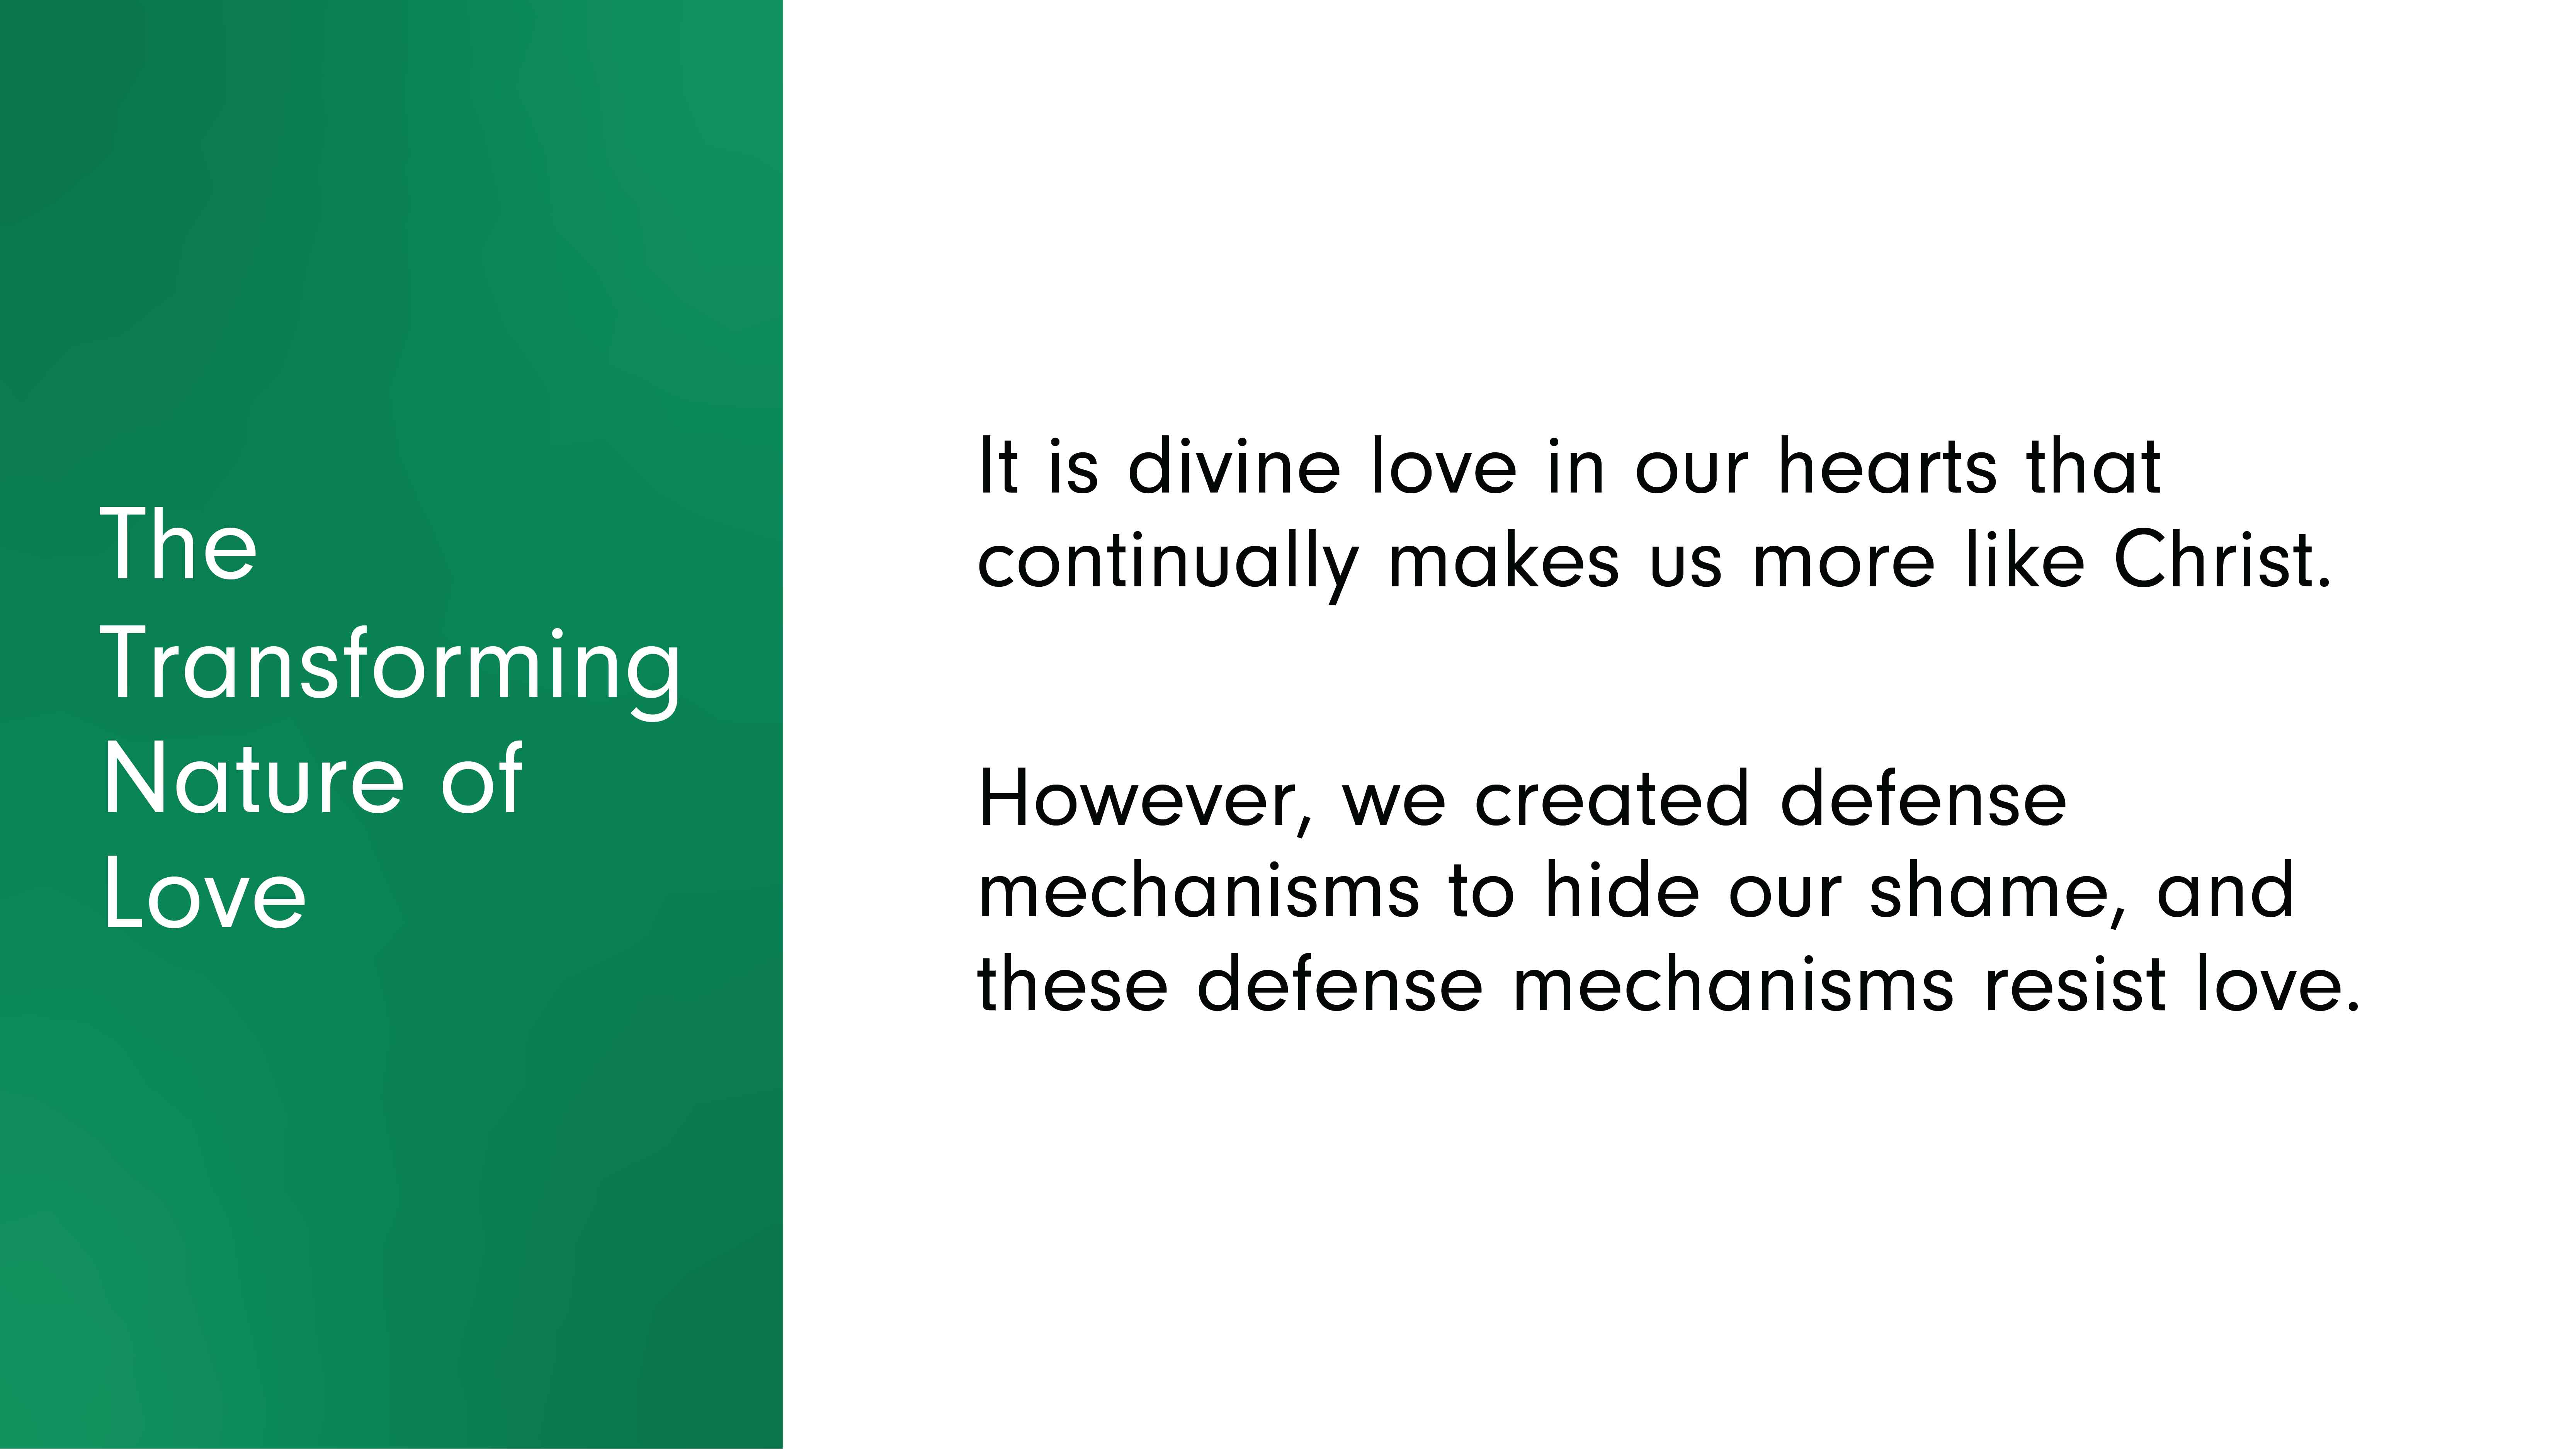 The
Transforming
Nature of
Love
It is divine love in our hearts that
continually makes us more like Christ.
However, we created defense
mechanisms to hide our shame, and
these defense mechanisms resist love.